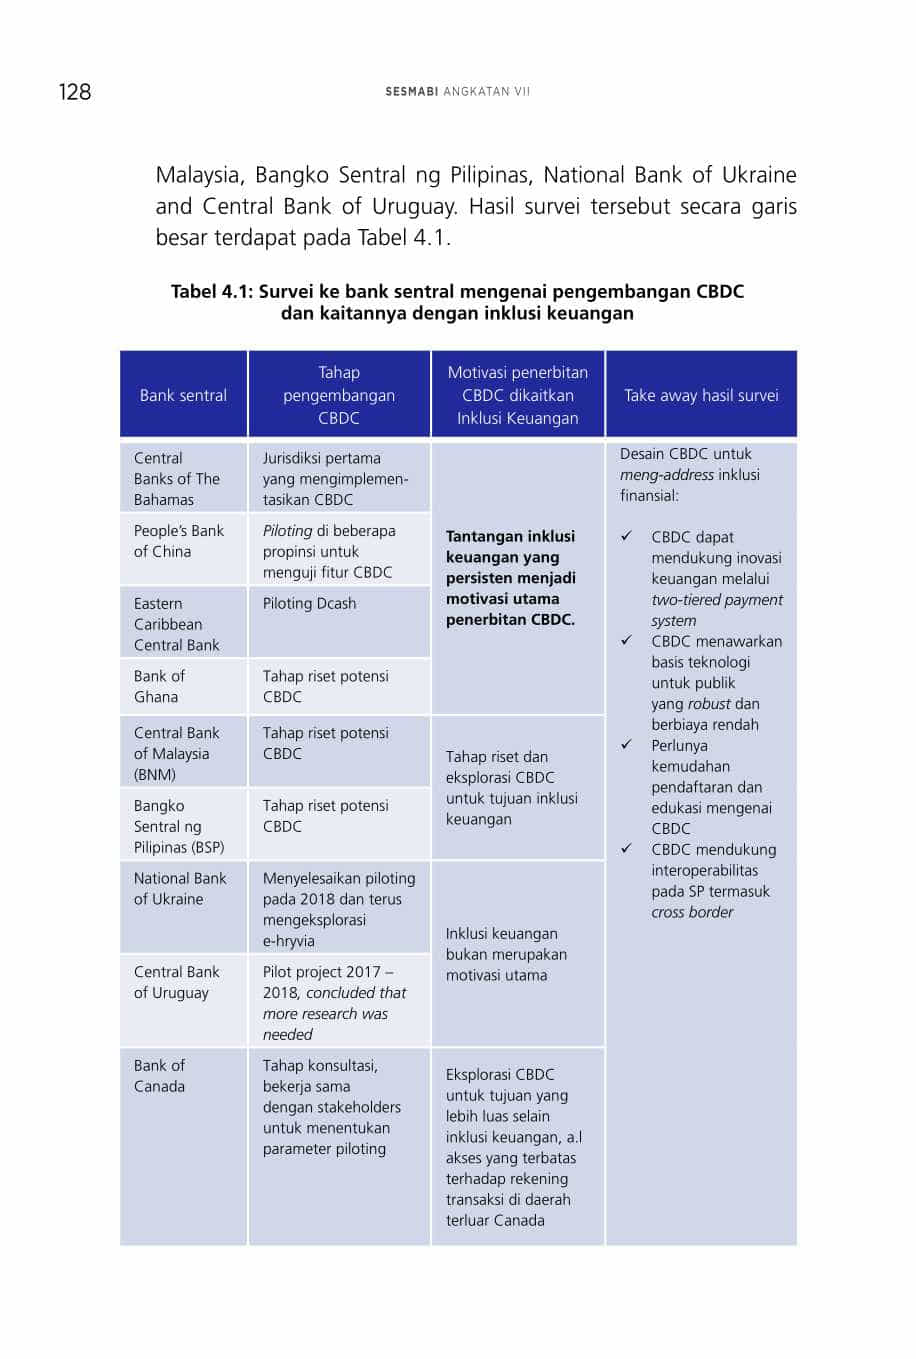 128
SESMABI ANGKATAN VII
Malaysia, Bangko Sentral ng Pilipinas, National Bank of Ukraine
and Central Bank of Uruguay. Hasil survei tersebut secara garis
besar terdapat pada Tabel 4.1.
Tabel 4.1: Survei ke bank sentral mengenai pengembangan CBDC
dan kaitannya dengan inklusi keuangan
Bank sentral
Tahap
pengembangan
CBDC
Motivasi penerbitan
CBDC dikaitkan
Inklusi Keuangan
Take away hasil survei
Central
Banks of The
Bahamas
Jurisdiksi pertama
yang mengimplemen-
tasikan CBDC
People’s Bank
of China
Piloting di beberapa
propinsi untuk
menguji fitur CBDC
Eastern
Caribbean
Central Bank
Piloting Dcash
Bank of
Ghana
Tahap riset potensi
CBDC
Tantangan inklusi
keuangan yang
persisten menjadi
motivasi utama
penerbitan CBDC.
Central Bank
of Malaysia
(BNM)
Tahap riset potensi
CBDC
Bangko
Sentral ng
Pilipinas (BSP)
Tahap riset potensi
CBDC
Tahap riset dan
eksplorasi CBDC
untuk tujuan inklusi
keuangan
National Bank
of Ukraine
Menyelesaikan piloting
pada 2018 dan terus
mengeksplorasi
e-hryvia
Central Bank
of Uruguay
Pilot project 2017 –
2018, concluded that
more research was
needed
Inklusi keuangan
bukan merupakan
motivasi utama
Bank of
Canada
Tahap konsultasi,
bekerja sama
dengan stakeholders
untuk menentukan
parameter piloting
Eksplorasi CBDC
untuk tujuan yang
lebih luas selain
inklusi keuangan, a.l
akses yang terbatas
terhadap rekening
transaksi di daerah
terluar Canada
Desain CBDC untuk
meng-address inklusi
finansial:
✓ CBDC dapat
mendukung inovasi
keuangan melalui
two-tiered payment
system
✓ CBDC menawarkan
basis teknologi
untuk publik
yang robust dan
berbiaya rendah
✓ Perlunya
kemudahan
pendaftaran dan
edukasi mengenai
CBDC
✓ CBDC mendukung
interoperabilitas
pada SP termasuk
cross border